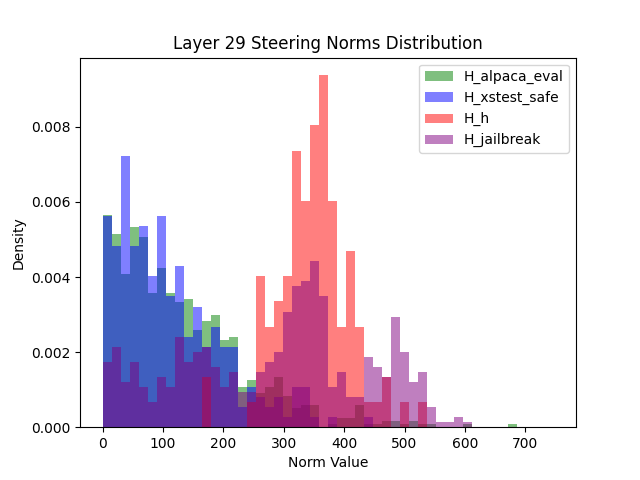 Layer 29 Steering Norms Distribution
H_alpaca_eval
H_xstest_safe
H_h
H_jailbreak
0.008
0.006
0.004
0.002
0.000
Density
0 100 200 300 400 500 600 700
Norm Value